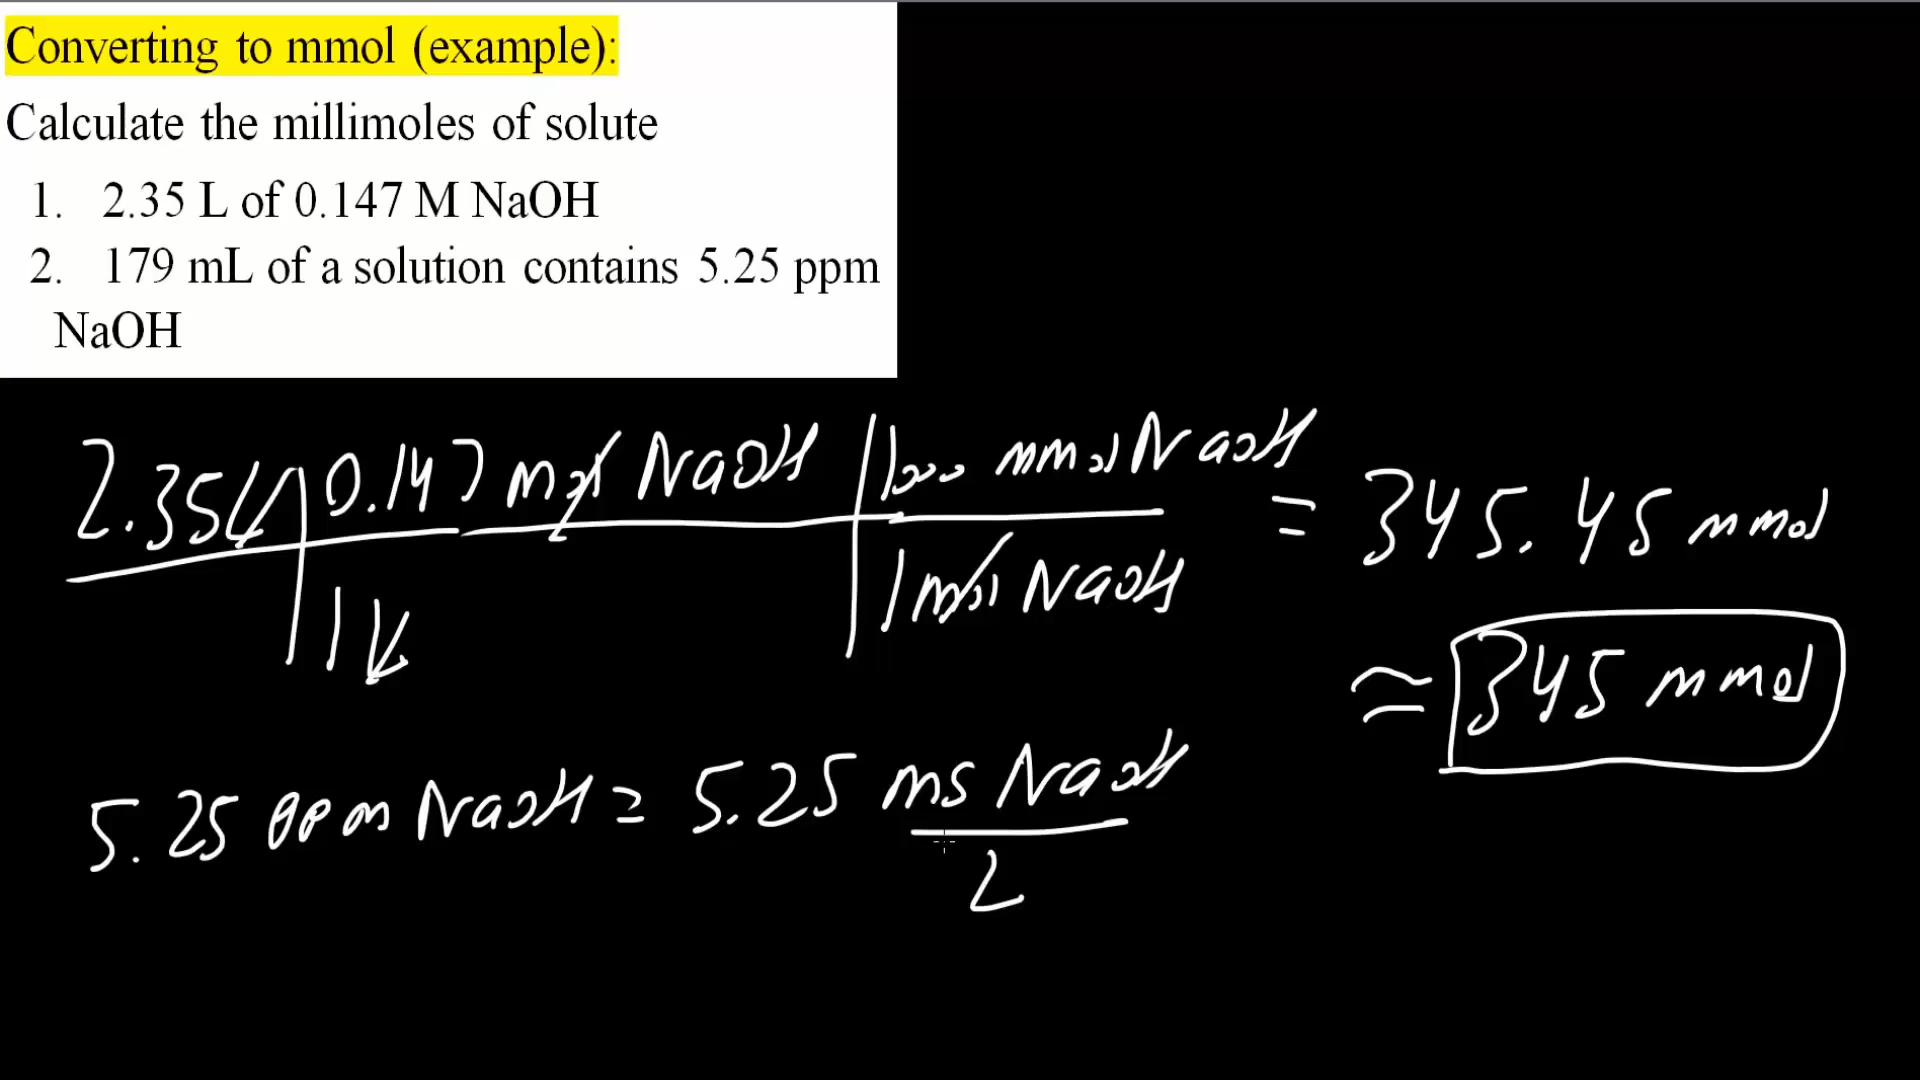 Converting to mmol (example):
Calculate the millimoles of solute
1. 2.35 L of 0.147 M NaOH
2. 179 mL of a solution contains 5.25 ppm
NaOH
2.35L 0.147 mol NaOH 1000 mmol NaOH = 345.45 mmol
1 L 1 mol NaOH
≈ 345 mmol
5.25 ppm NaOH = 5.25 mg NaOH
L